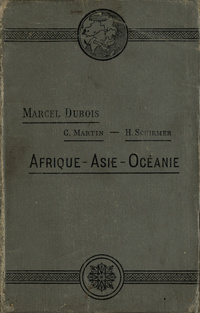 MARCEL DUBOIS
C. MARTIN — H. SCHIRMER
AFRIQUE-ASIE-OCÉANIE